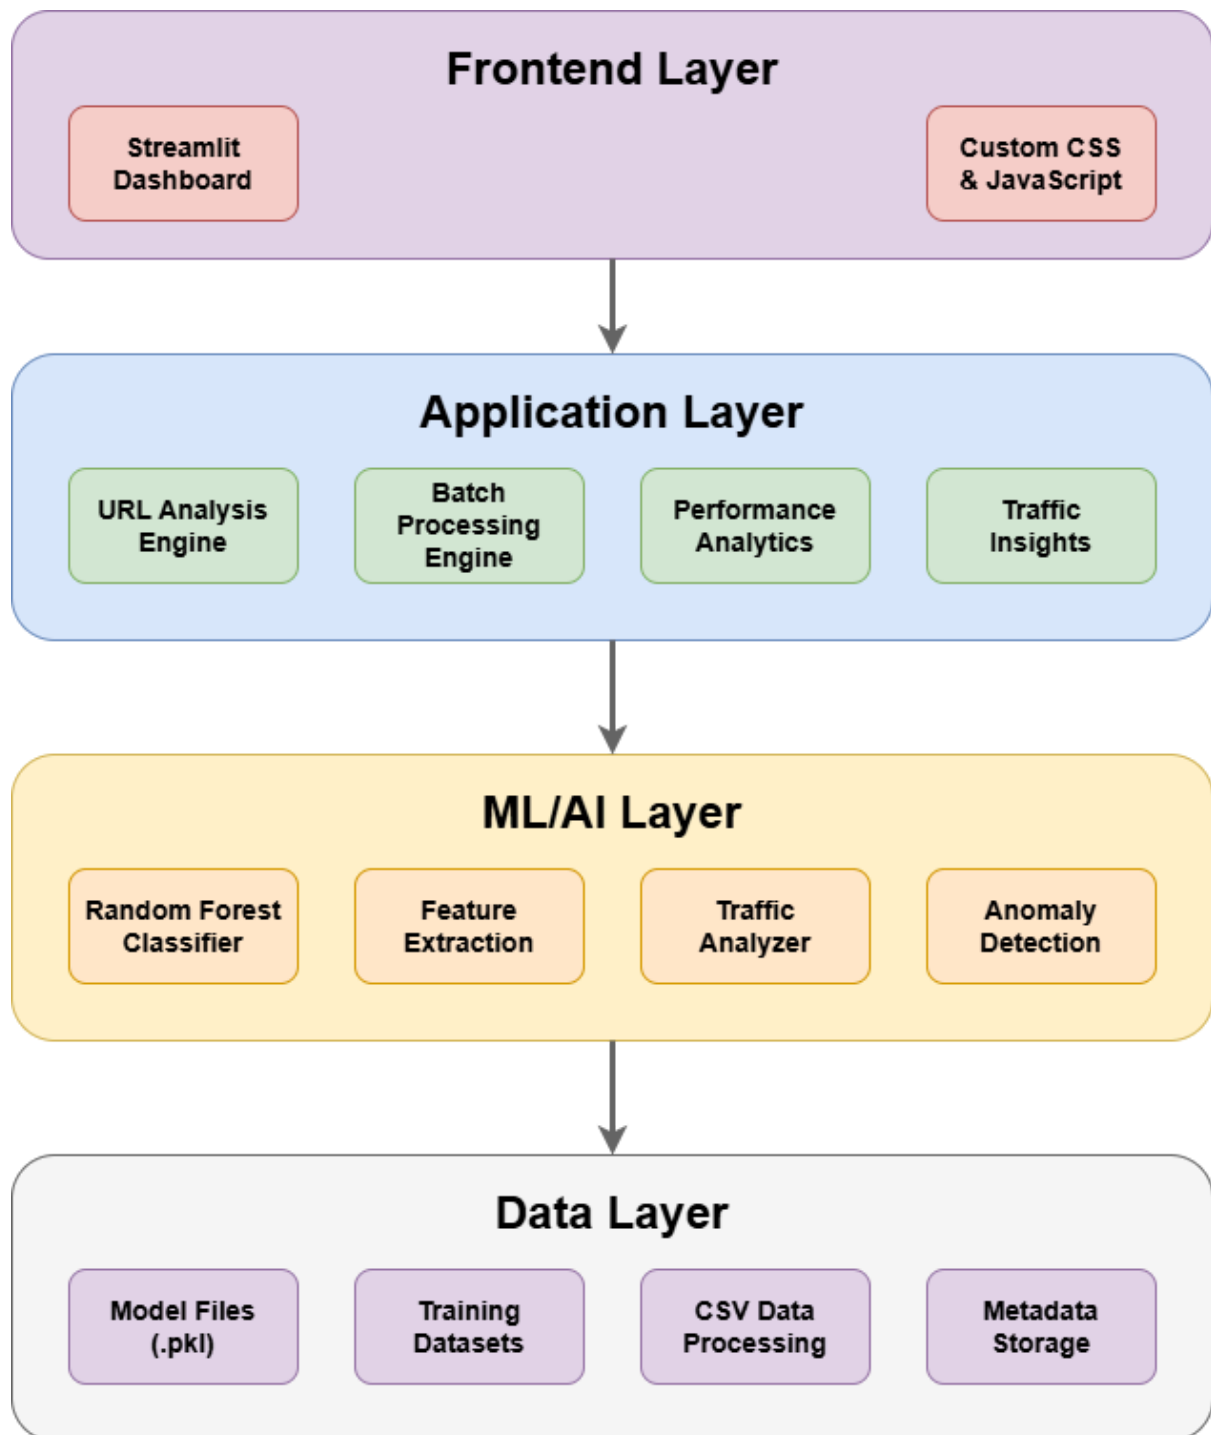 Frontend Layer
Streamlit
Dashboard
Custom CSS
& JavaScript
Application Layer
URL Analysis
Engine
Batch
Processing
Engine
Performance
Analytics
Traffic
Insights
ML/AI Layer
Random Forest
Classifier
Feature
Extraction
Traffic
Analyzer
Anomaly
Detection
Data Layer
Model Files
(.pkl)
Training
Datasets
CSV Data
Processing
Metadata
Storage